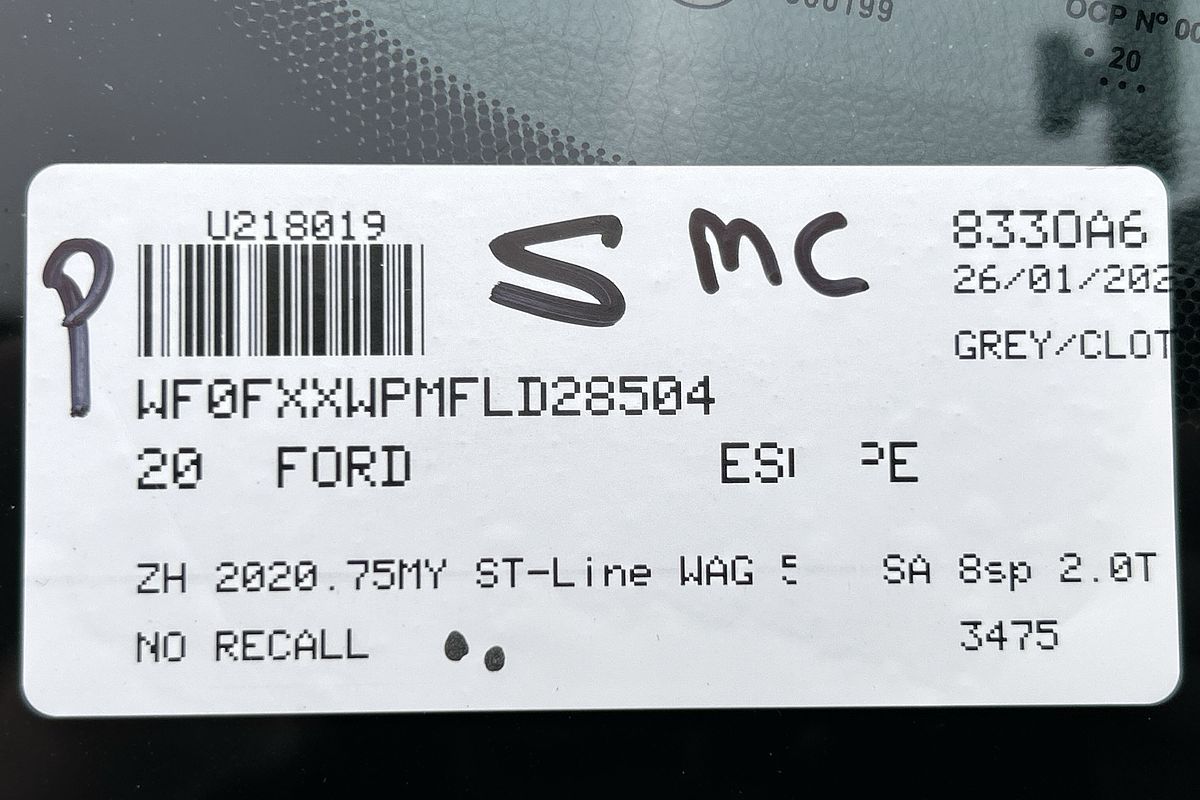 000199
OCP Nº 00
20
U218019
P S MC
8330A6
26/01/202
GREY/CLOT
WF0FXXWPMFLD28504
20 FORD
ZH 2020.75MY ST-Line WAG 5 SA 8sp 2.0T
NO RECALL
3475